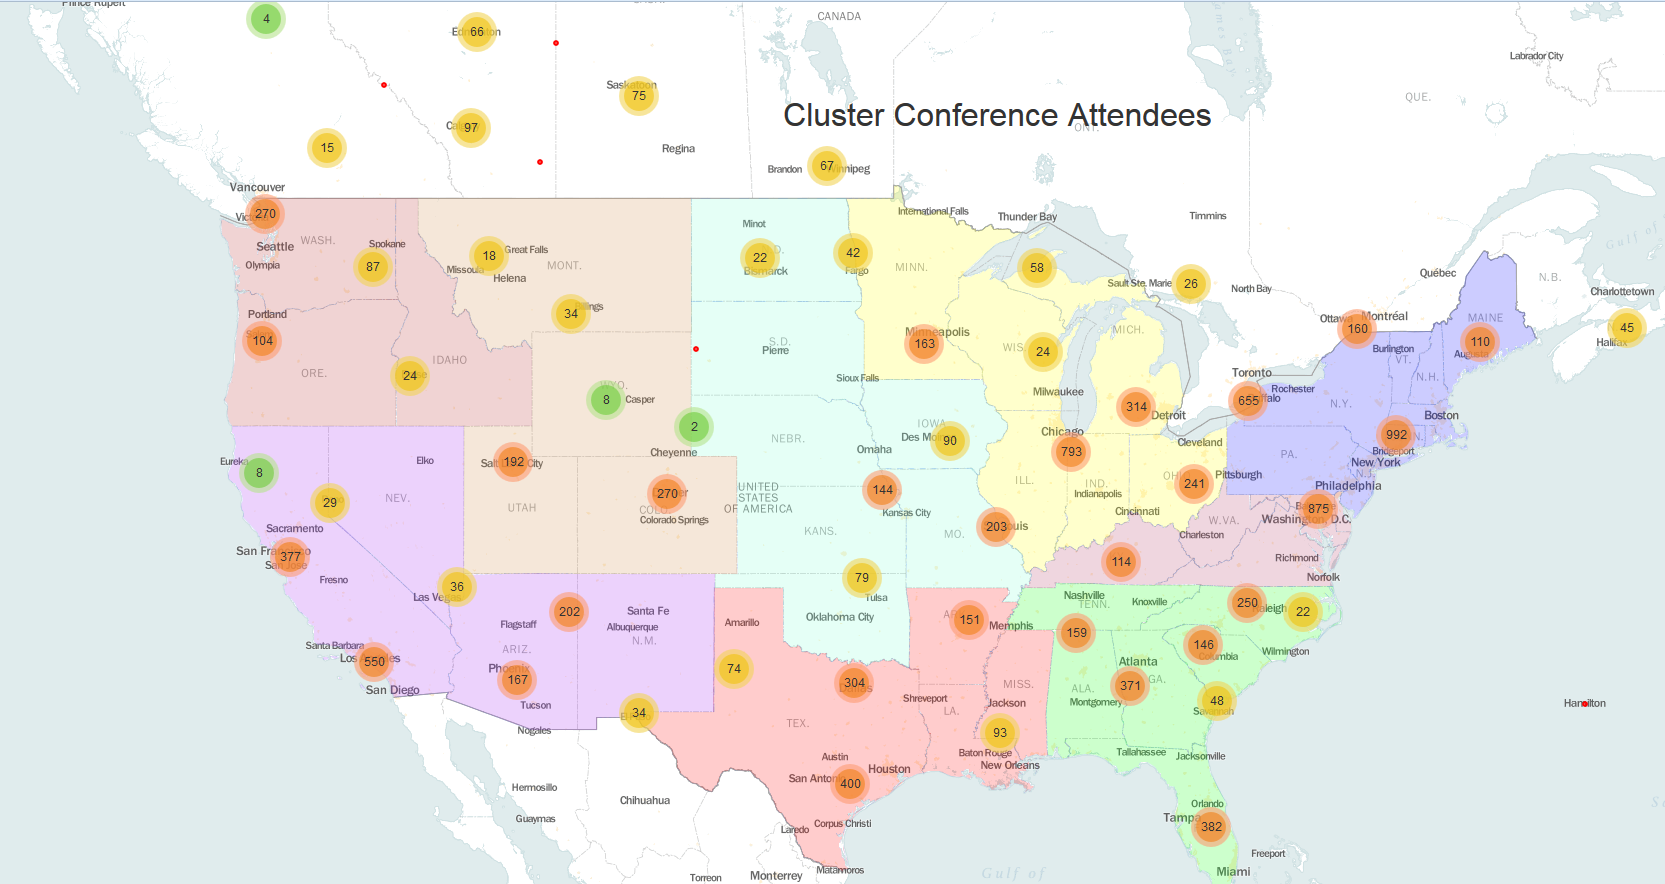 Prince Rupert
4
66
CANADA
Labrador City
75
QUE.
Cluster Conference Attendees
ONT.
97
15
Regina
Brandon
67
Winnipeg
Vancouver
270
International Falls
Thunder Bay
Timmins
Minot
WASH.
Spokane
Seattle
Olympia
87
18
Great Falls
Missoula
Helena
MONT.
22
Bismarck
42
Fargo
MINN.
58
Sault Ste. Marie
26
North Bay
Québec
N.B.
Charlottetown
Gulf of
34
Billings
Portland
104
Minneapolis
163
MICH.
Ottawa
160
Montréal
MAINE
110
Augusta
45
Halifax
S.D.
Pierre
WIS.
24
Burlington
VT.
N.H.
ORE.
IDAHO
24
Sioux Falls
Milwaukee
Toronto
Rochester
655
WYO.
8
Casper
314
Detroit
N.Y.
Boston
2
Cheyenne
NEBR.
IOWA
Des Moines
90
Omaha
Chicago
793
Cleveland
992
Bridgeport
PA.
New York
N.J.
Eureka
8
Elko
Salt Lake City
192
OH
241
Pittsburgh
Philadelphia
29
NEV.
UTAH
Denver
270
COLO.
Colorado Springs
UNITED
STATES
OF AMERICA
144
Kansas City
ILL.
IND.
Indianapolis
Cincinnati
W.VA.
875
Washington, D.C.
Sacramento
KANS.
MO.
203
Charleston
San Francisco
377
San Jose
Fresno
114
Richmond
Norfolk
36
Las Vegas
79
Tulsa
Oklahoma City
Nashville
TENN.
Knoxville
250
Raleigh
22
202
Santa Fe
Flagstaff
Albuquerque
N.M.
Amarillo
151
Memphis
159
146
Columbia
Wilmington
Santa Barbara
Los Angeles
550
San Diego
ARIZ.
Phoenix
167
Tucson
74
304
Dallas
Shreveport
MISS.
Jackson
Atlanta
371
GA.
ALA.
Montgomery
48
Savannah
Hamilton
34
Nogales
TEX.
LA.
93
Baton Rouge
New Orleans
Tallahassee
Jacksonville
Austin
Houston
San Antonio
400
Hermosillo
Chihuahua
Guaymas
Laredo
Corpus Christi
Orlando
Tampa
382
Freeport
Miami
Torreon
Monterrey
Matamoros
Gulf of